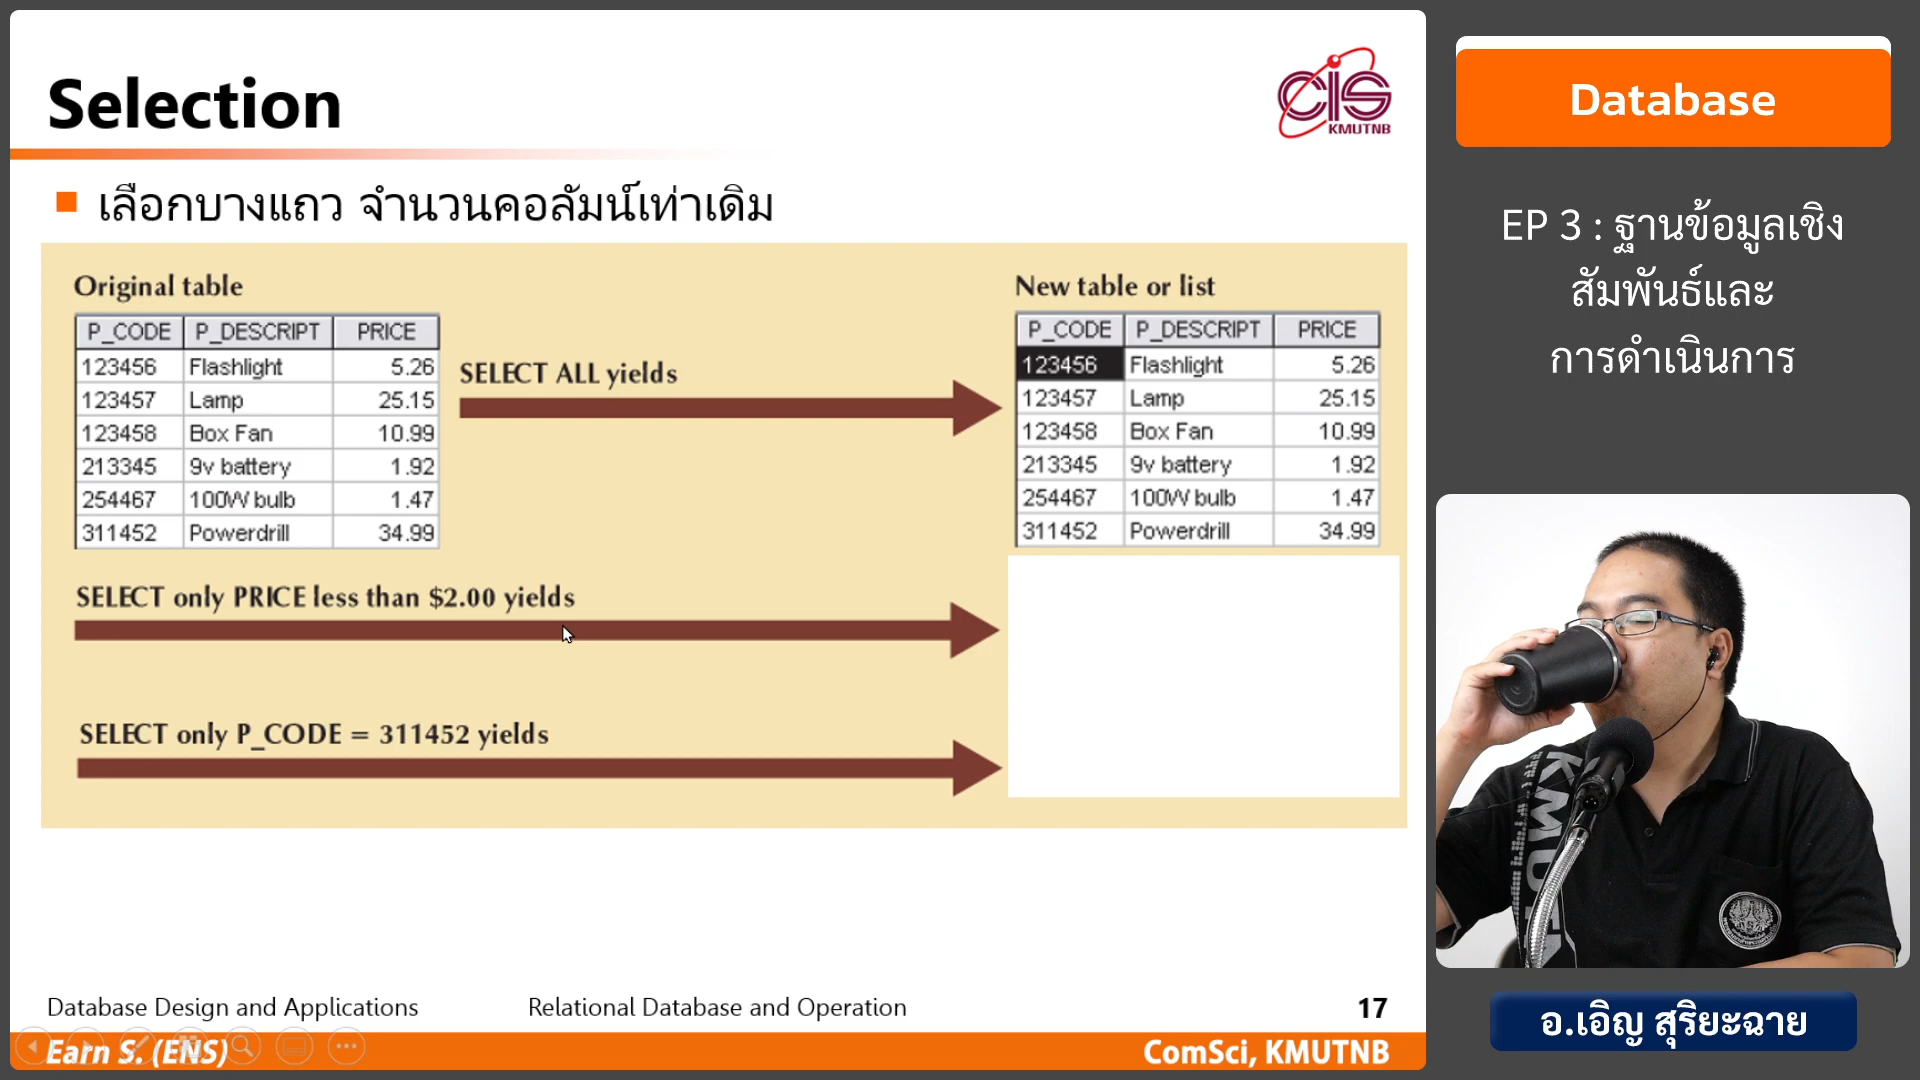 Selection
CIS
KMUTNB
เลือกบางแถว จำนวนคอลัมน์เท่าเดิม
Original table
P_CODE P_DESCRIPT PRICE
123456 Flashlight 5.26
123457 Lamp 25.15
123458 Box Fan 10.99
213345 9v battery 1.92
254467 100W bulb 1.47
311452 Powerdrill 34.99
SELECT ALL yields
New table or list
P_CODE P_DESCRIPT PRICE
123456 Flashlight 5.26
123457 Lamp 25.15
123458 Box Fan 10.99
213345 9v battery 1.92
254467 100W bulb 1.47
311452 Powerdrill 34.99
SELECT only PRICE less than $2.00 yields
SELECT only P_CODE = 311452 yields
Database Design and Applications
Relational Database and Operation
17
Earn S. (ENS)
ComSci, KMUTNB
Database
EP 3 : ฐานข้อมูลเชิง
สัมพันธ์และ
การดำเนินการ
อ.เอิญ สุริยะฉาย